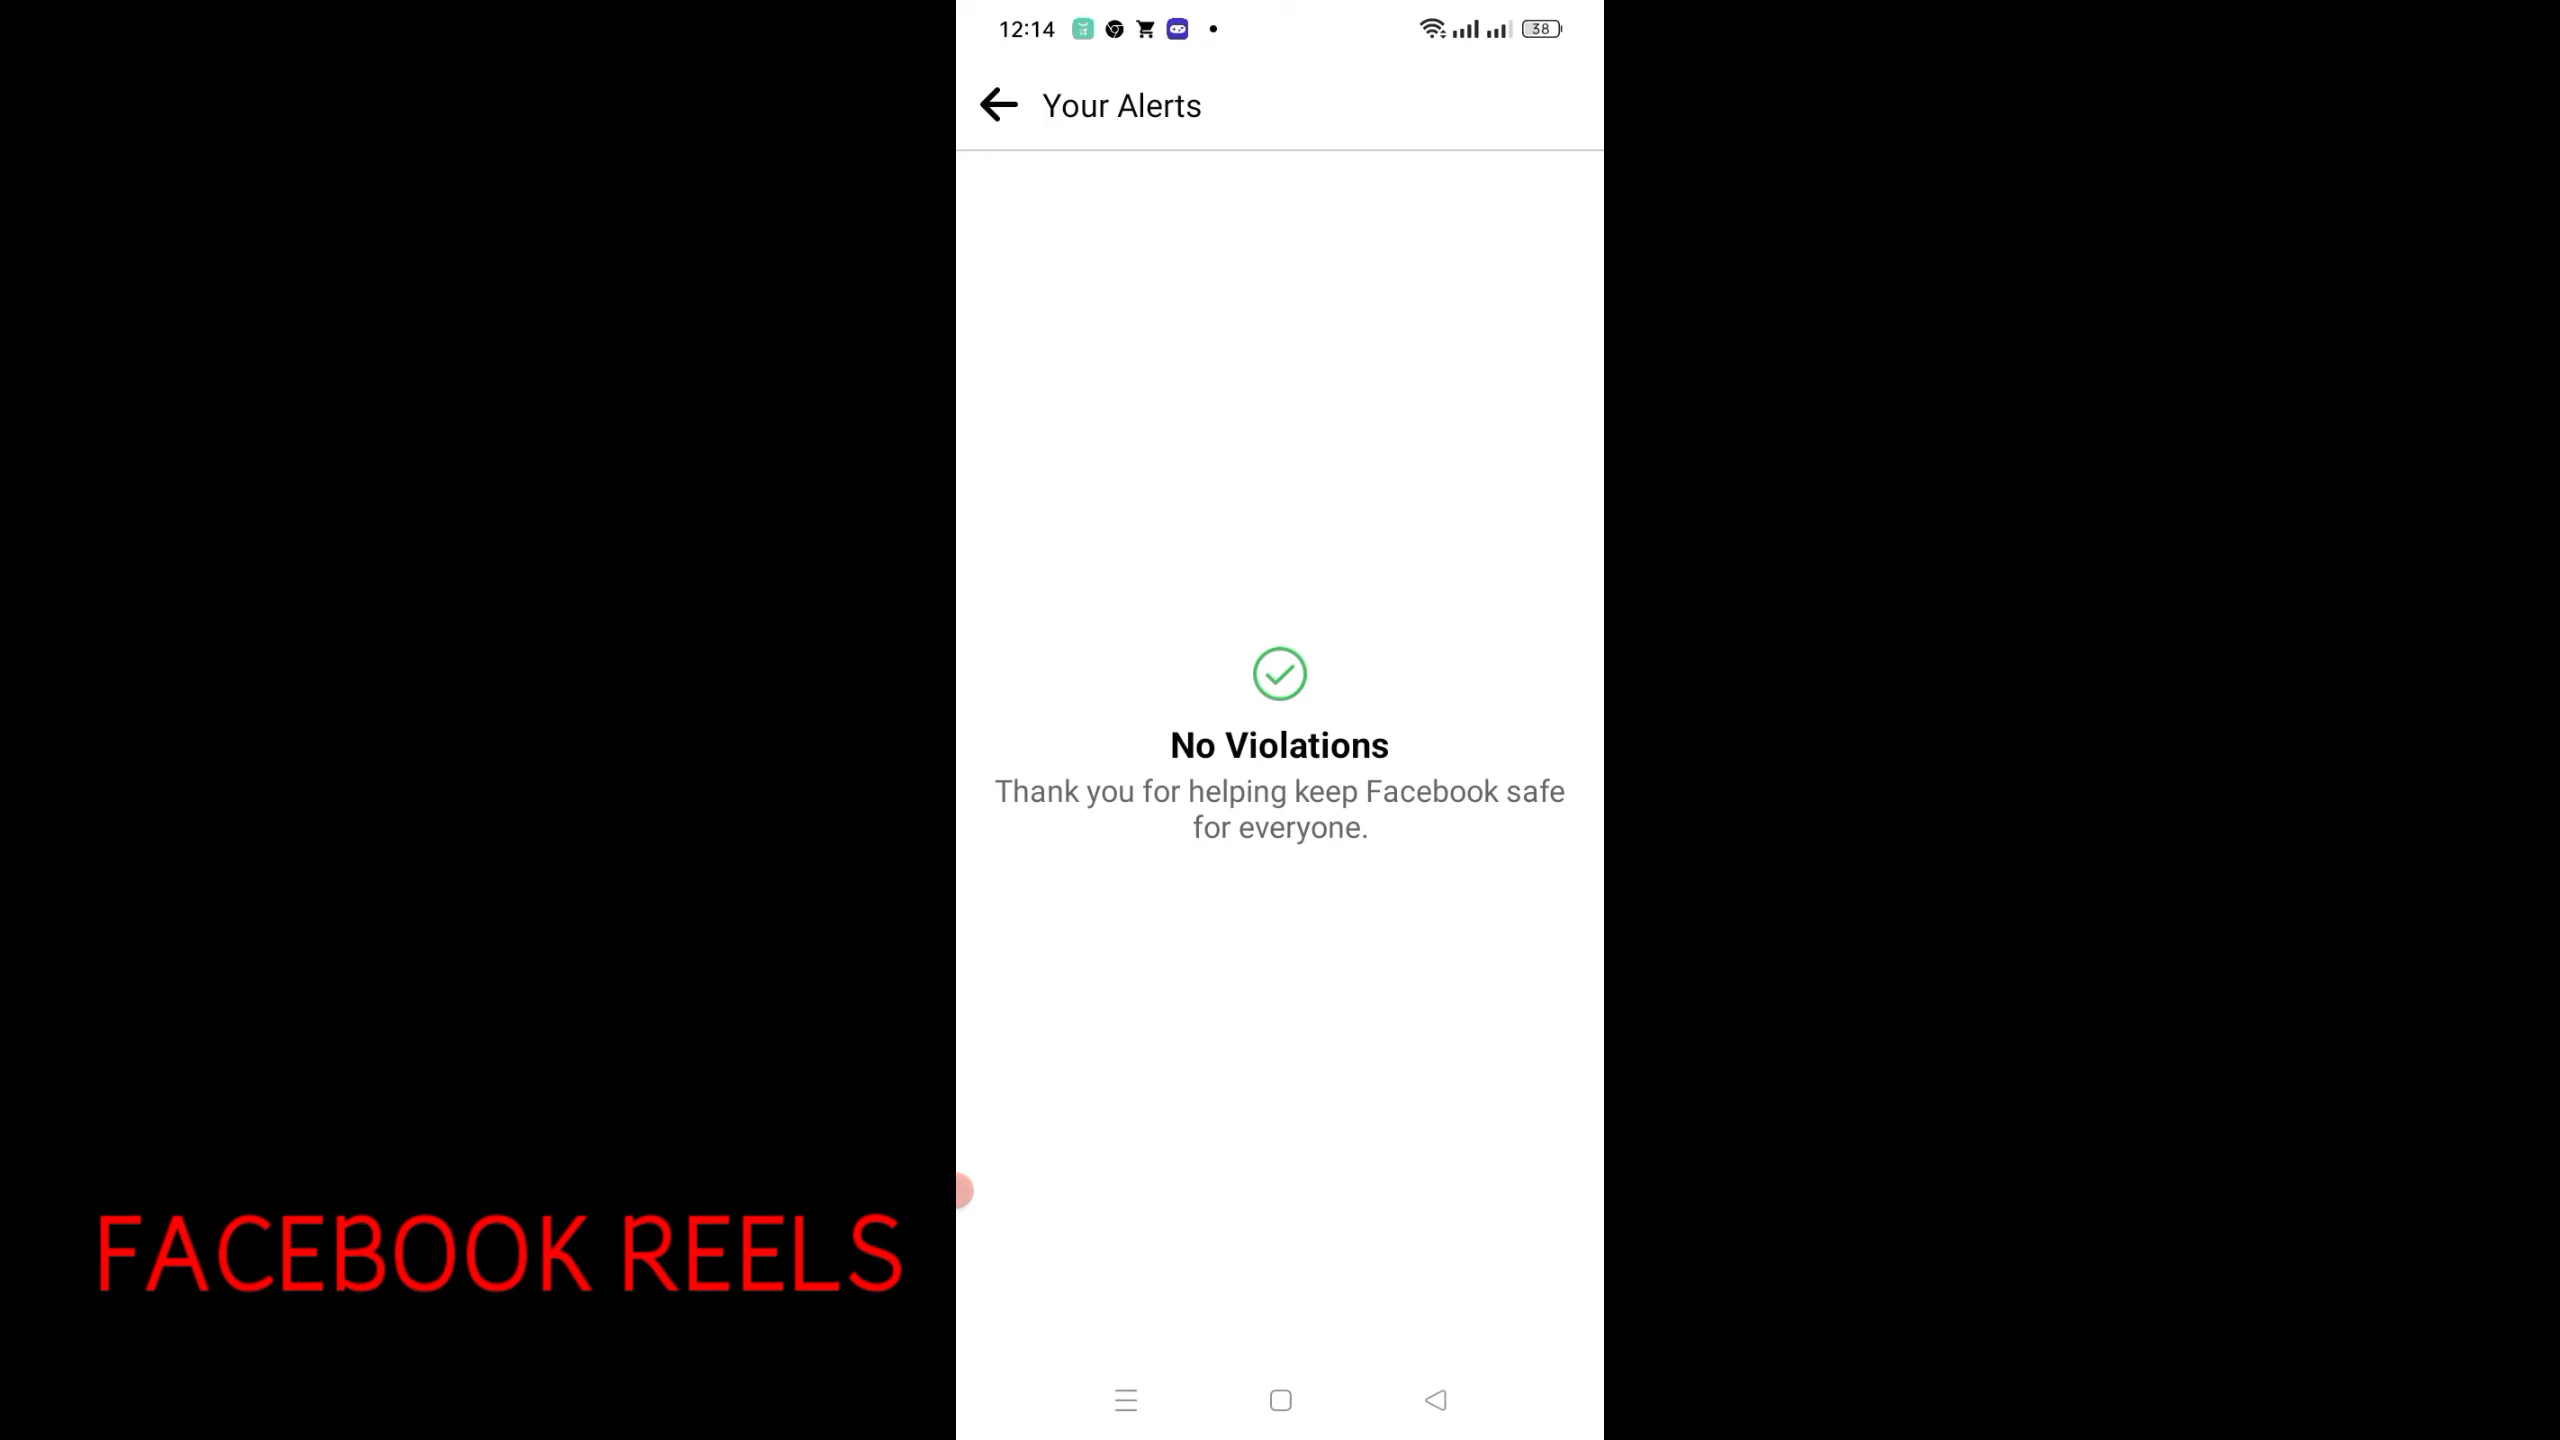 12:14
38
Your Alerts
No Violations
Thank you for helping keep Facebook safe
for everyone.
FACEBOOK REELS